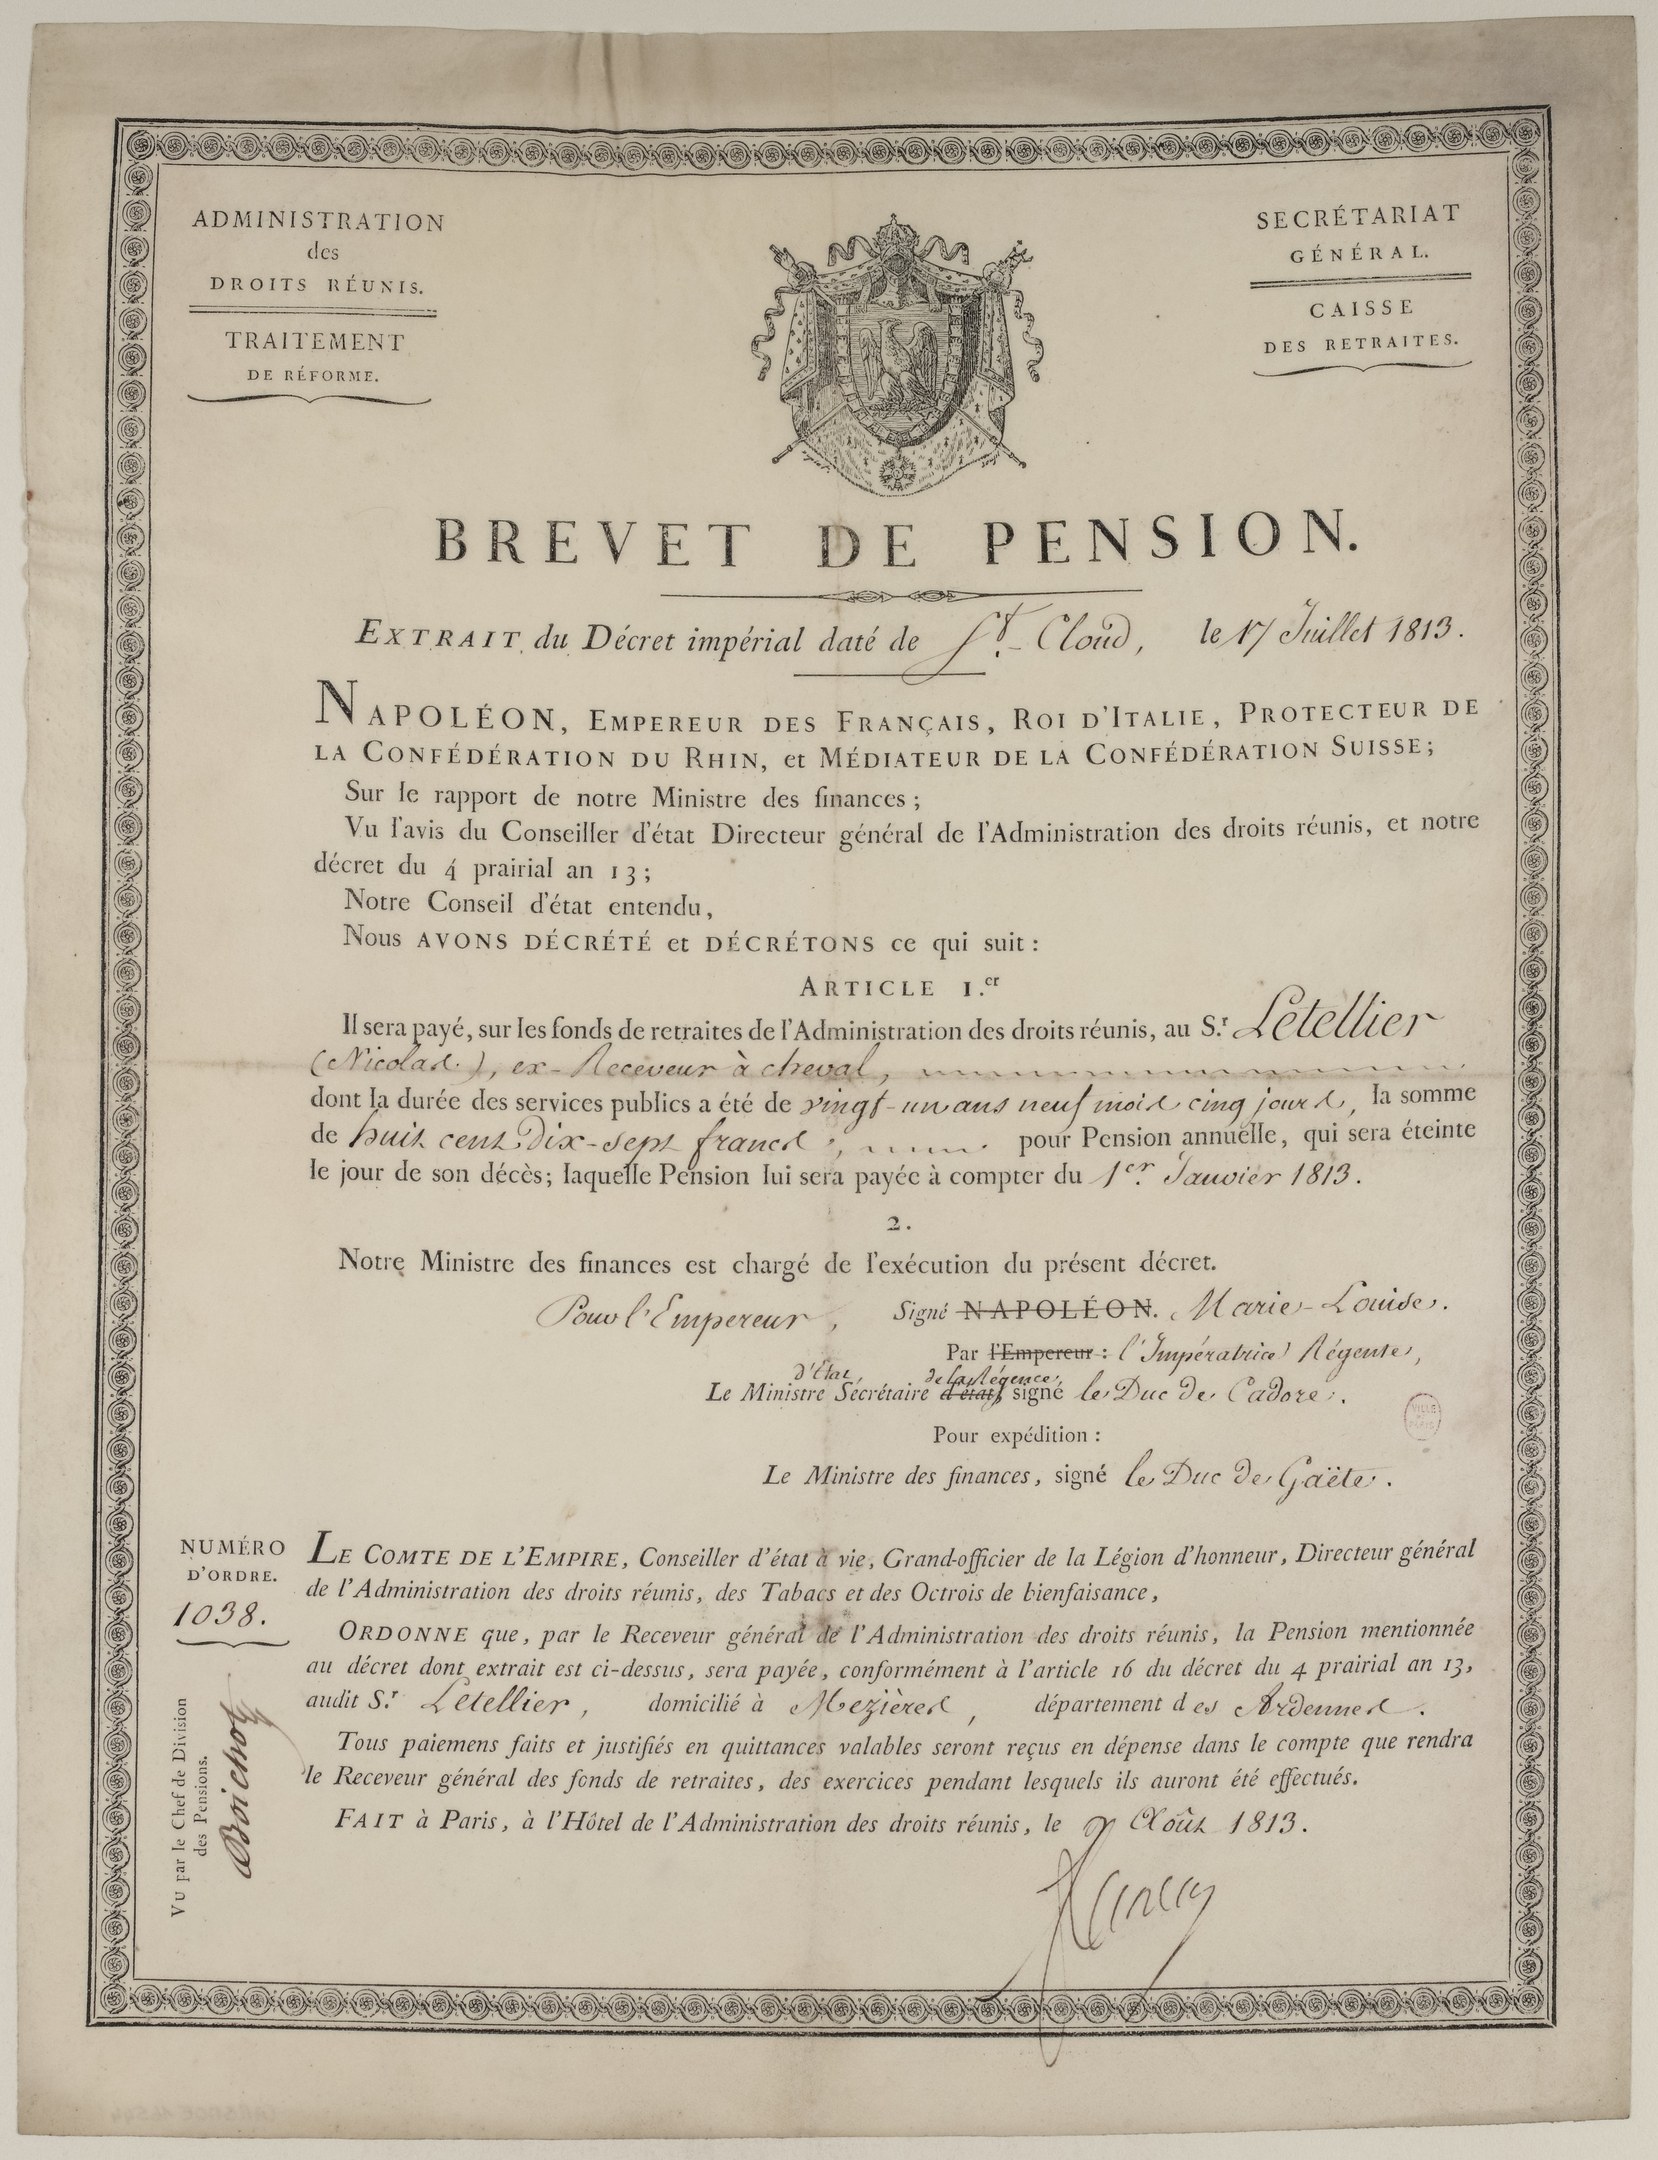 ADMINISTRATION
des
DROITS RÉUNIS.
TRAITEMENT
DE RÉFORME.
SECRÉTARIAT
GÉNÉRAL.
CAISSE
DES RETRAITES.
BREVET DE PENSION.
EXTRAIT du Décret impérial daté de St.-Cloud, le 17 Juillet 1813.
NAPOLÉON, EMPEREUR DES FRANÇAIS, ROI D'ITALIE, PROTECTEUR DE
LA CONFÉDÉRATION DU RHIN, et MÉDIATEUR DE LA CONFÉDÉRATION SUISSE;
Sur le rapport de notre Ministre des finances;
Vu l'avis du Conseiller d'état Directeur général de l'Administration des droits réunis, et notre
décret du 4 prairial an 13;
Notre Conseil d'état entendu,
Nous AVONS DÉCRÉTÉ et DÉCRÉTONS ce qui suit:
ARTICLE 1.er
Il sera payé, sur les fonds de retraites de l'Administration des droits réunis, au S.r Letellier
(Nicolas.), ex-Receveur à cheval,
dont la durée des services publics a été de vingt-un ans neuf mois cinq jours, la somme
de huit cent dix-sept francs; pour Pension annuelle, qui sera éteinte
le jour de son décès; laquelle Pension lui sera payée à compter du 1er. Janvier 1813.
2.
Notre Ministre des finances est chargé de l'exécution du présent décret.
Pour l'Empereur, Signé NAPOLÉON. Marie-Louise.
Par l'Empereur: l'Impératrice Régente,
d'État, de la Régence,
Le Ministre Secrétaire d'état, signé le Duc de Cadore.
VILLE DE PARIS
Pour expédition:
Le Ministre des finances, signé le Duc de Gaëte.
NUMÉRO
D'ORDRE.
1038.
LE COMTE DE L'EMPIRE, Conseiller d'état à vie, Grand-officier de la Légion d'honneur, Directeur général
de l'Administration des droits réunis, des Tabacs et des Octrois de bienfaisance,
ORDONNE que, par le Receveur général de l'Administration des droits réunis, la Pension mentionnée
au décret dont extrait est ci-dessus, sera payée, conformément à l'article 16 du décret du 4 prairial an 13,
audit S.r Letellier, domicilié à Mezières, département des Ardennes.
Tous paiemens faits et justifiés en quittances valables seront reçus en dépense dans le compte que rendra
le Receveur général des fonds de retraites, des exercices pendant lesquels ils auront été effectués.
FAIT à Paris, à l'Hôtel de l'Administration des droits réunis, le Août 1813.
Vu par le Chef de Division
des Pensions.
Boichot